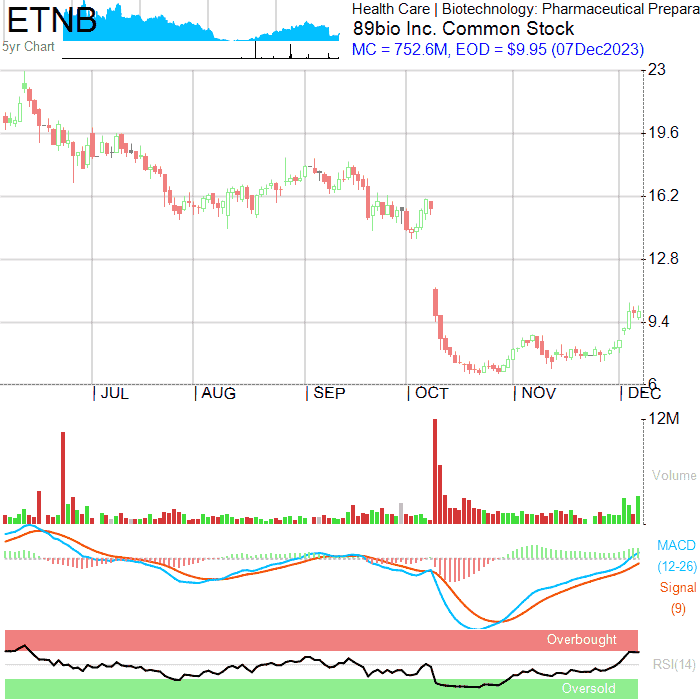 ETNB
5yr Chart
Health Care | Biotechnology: Pharmaceutical Prepara
89bio Inc. Common Stock
MC = 752.6M, EOD = $9.95 (07Dec2023)
23
19.6
16.2
12.8
9.4
6
JUL AUG SEP OCT NOV DEC
12M
Volume
MACD
(12-26)
Signal
(9)
Overbought
RSI(14)
Oversold